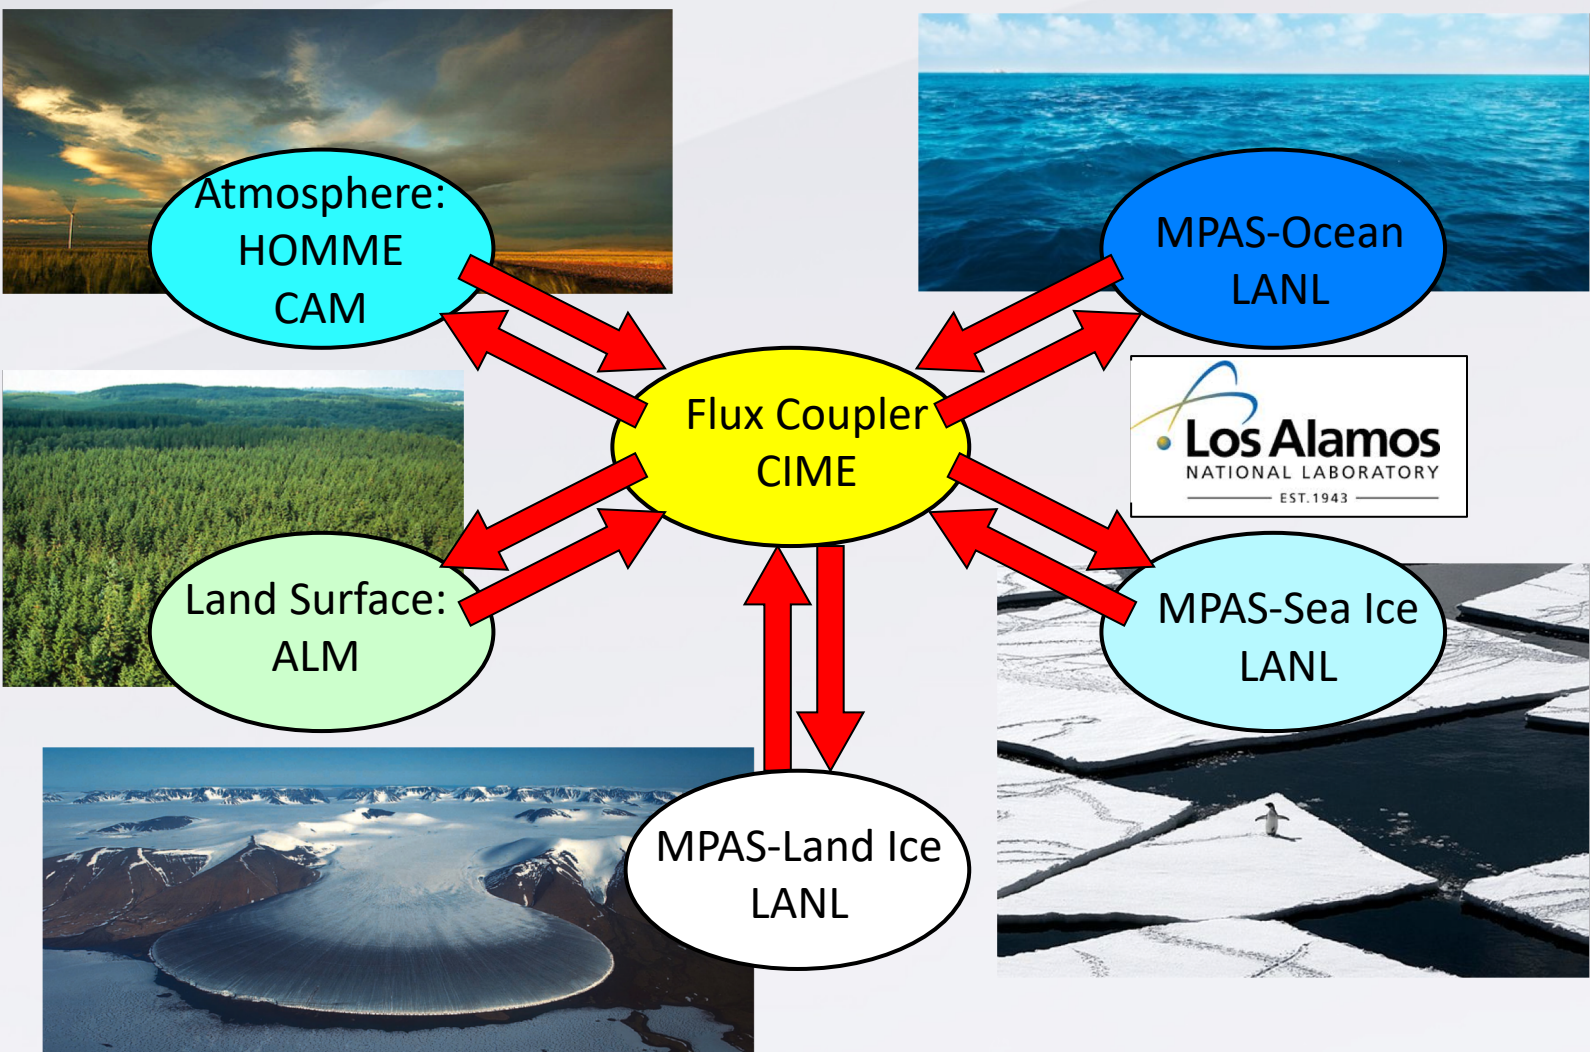 Atmosphere:
HOMME
CAM
MPAS-Ocean
LANL
Flux Coupler
CIME
Los Alamos
NATIONAL LABORATORY
EST.1943
Land Surface:
ALM
MPAS-Sea Ice
LANL
MPAS-Land Ice
LANL